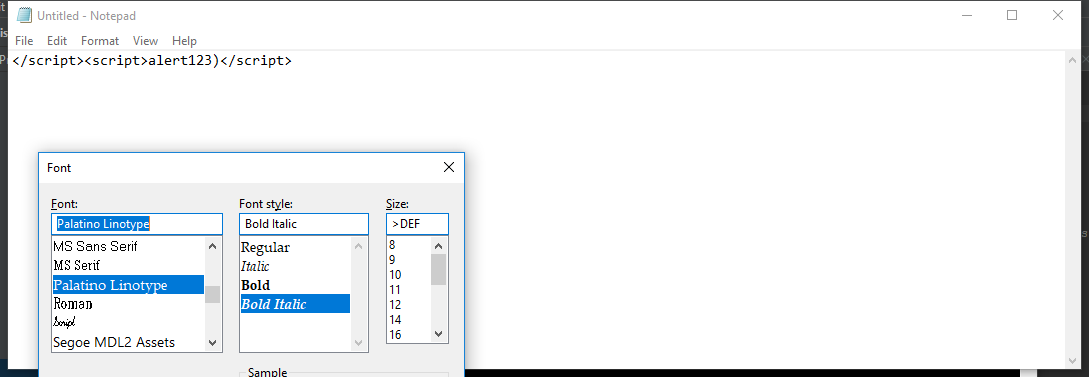 Untitled - Notepad
File Edit Format View Help
</script><script>alert123)</script>
Font
Font: Font style: Size:
Palatino Linotype Bold Italic >DEF
MS Sans Serif Regular 8
MS Serif Italic 9
Palatino Linotype Bold 10
Roman Bold Italic 11
Script 12
Segoe MDL2 Assets 14
16
Sample